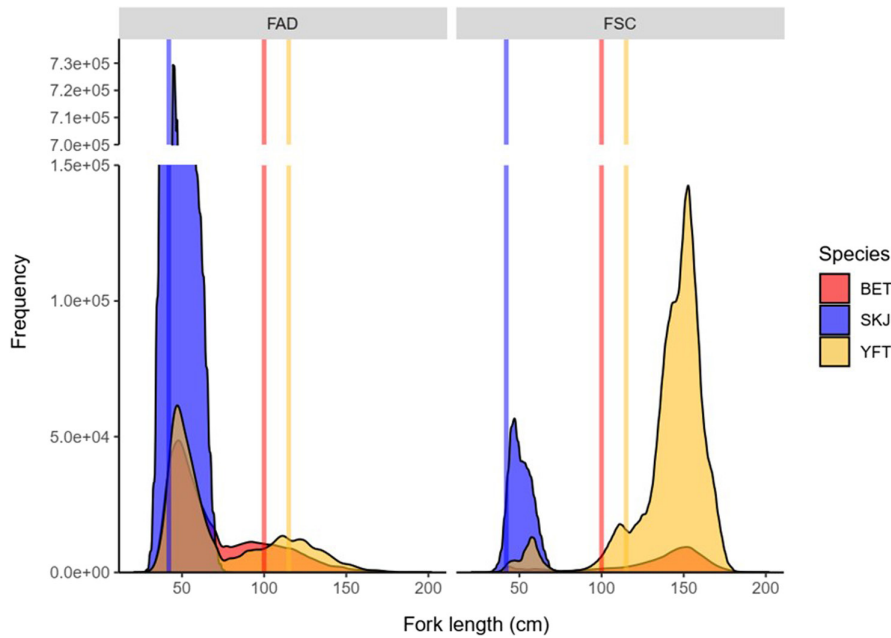 FAD
FSC
7.3e+05
7.2e+05
7.1e+05
7.0e+05
1.5e+05
1.0e+05
5.0e+04
0.0e+00
Frequency
50 100 150 200
50 100 150 200
Fork length (cm)
Species
BET
SKJ
YFT